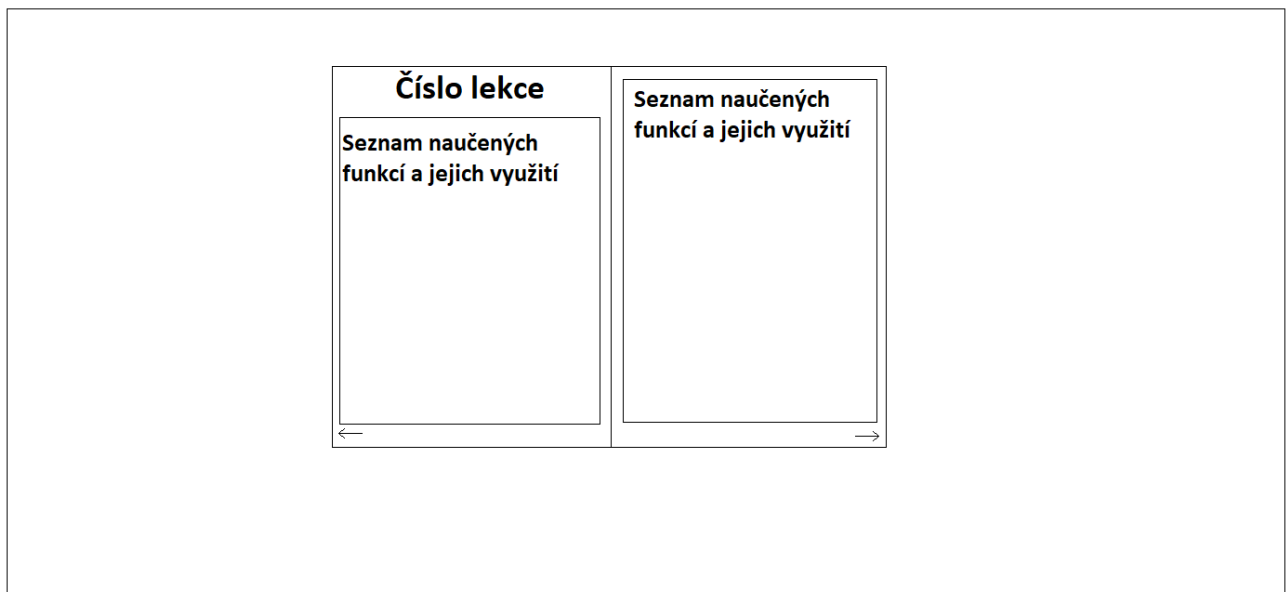 Číslo lekce
Seznam naučených
funkcí a jejich využití
Seznam naučených
funkcí a jejich využití